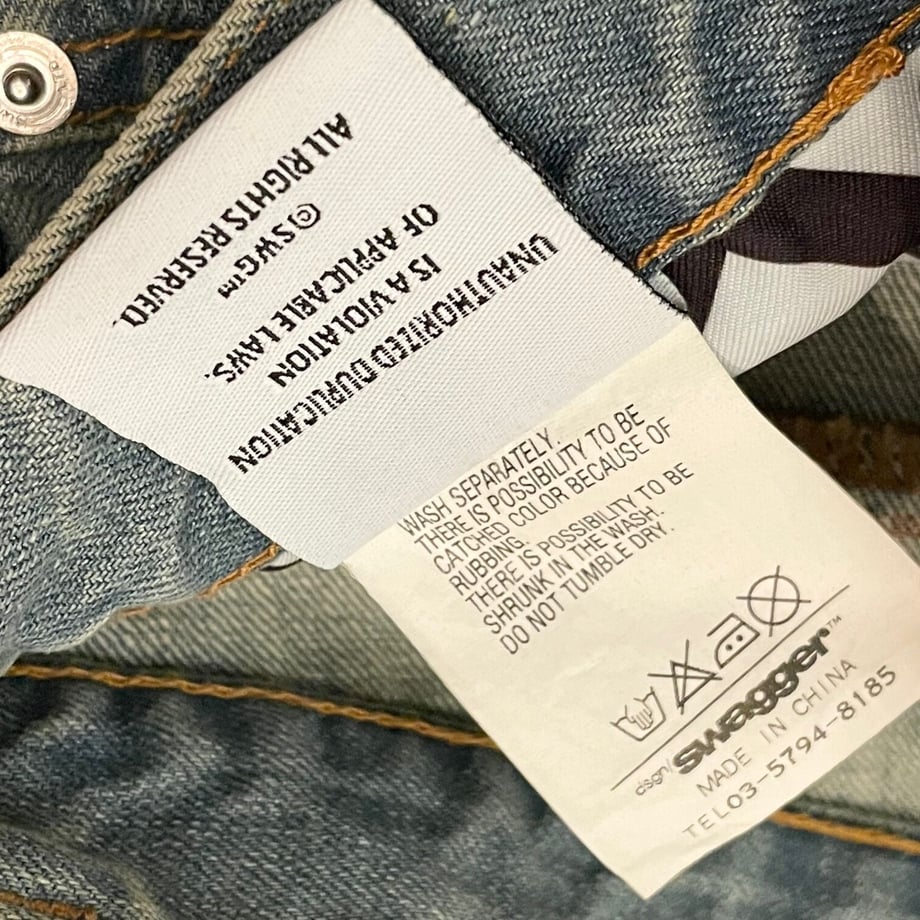 UNAUTHORIZED DUPLICATION
IS A VIOLATION
OF APPLICABLE LAWS.
©SWG™
ALL RIGHTS RESERVED.
WASH SEPARATELY.
THERE IS POSSIBILITY TO BE
CATCHED COLOR BECAUSE OF
RUBBING.
THERE IS POSSIBILITY TO BE
SHRUNK IN THE WASH.
DO NOT TUMBLE DRY.
dsgn/swagger™
MADE IN CHINA
TEL03-5794-8185